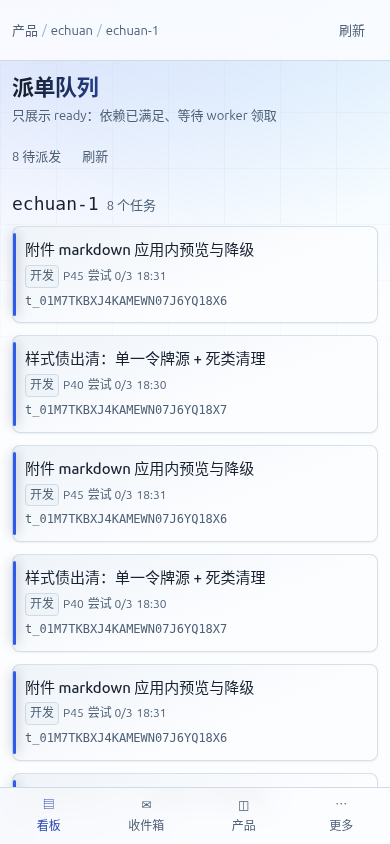 产品 / echuan / echuan-1 刷新
派单队列
只展示 ready：依赖已满足、等待 worker 领取
8 待派发 刷新
echuan-1 8 个任务
附件 markdown 应用内预览与降级
开发 P45 尝试 0/3 18:31
t_01M7TKBXJ4KAMEWN07J6YQ18X6
样式债出清：单一令牌源 + 死类清理
开发 P40 尝试 0/3 18:30
t_01M7TKBXJ4KAMEWN07J6YQ18X7
附件 markdown 应用内预览与降级
开发 P45 尝试 0/3 18:31
t_01M7TKBXJ4KAMEWN07J6YQ18X6
样式债出清：单一令牌源 + 死类清理
开发 P40 尝试 0/3 18:30
t_01M7TKBXJ4KAMEWN07J6YQ18X7
附件 markdown 应用内预览与降级
开发 P45 尝试 0/3 18:31
t_01M7TKBXJ4KAMEWN07J6YQ18X6
看板 收件箱 产品 更多